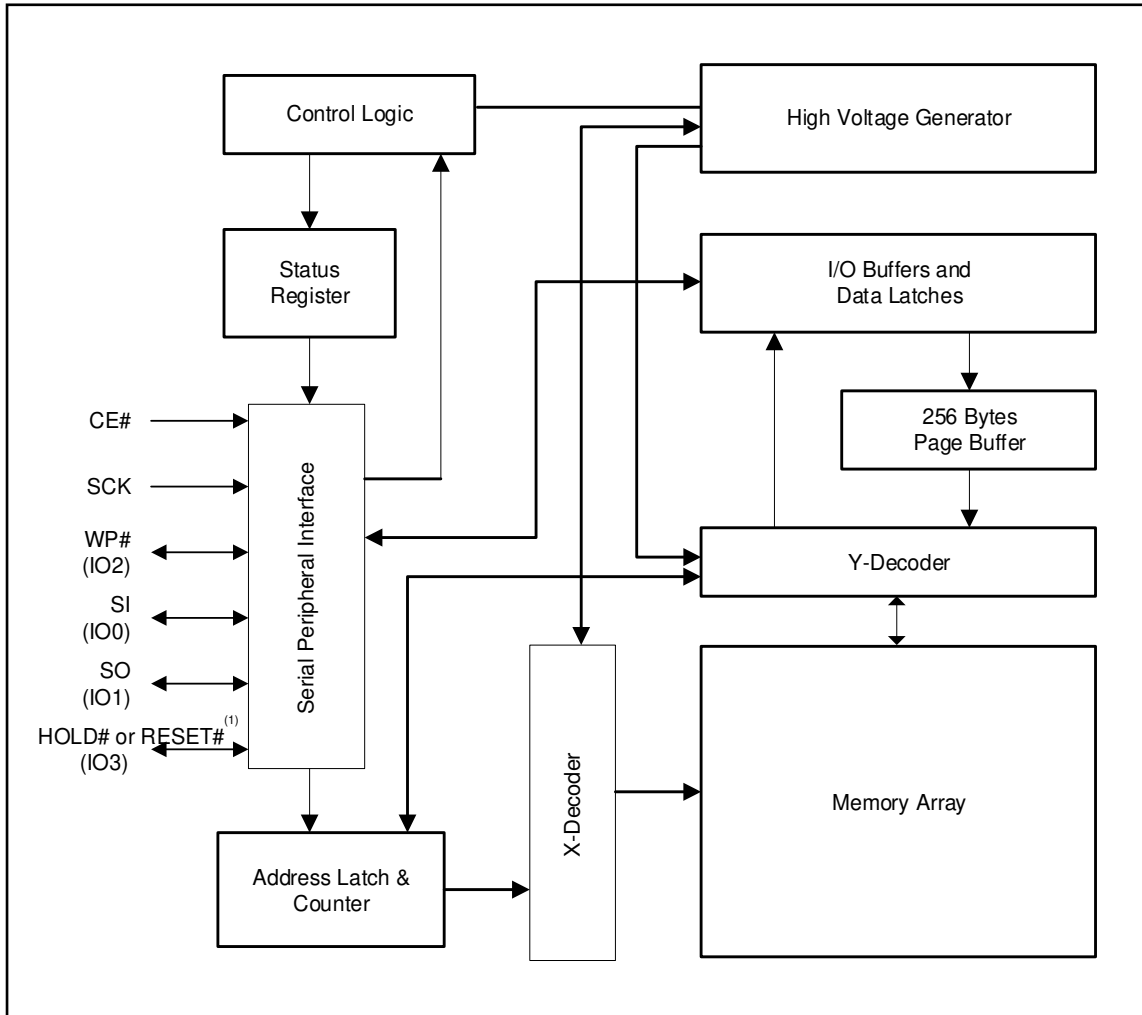 Control Logic
High Voltage Generator
Status
Register
I/O Buffers and
Data Latches
256 Bytes
Page Buffer
CE#
SCK
WP#
(IO2)
SI
(IO0)
SO
(IO1)
HOLD# or RESET# (1)
(IO3)
Serial Peripheral Interface
Y-Decoder
X-Decoder
Memory Array
Address Latch &
Counter